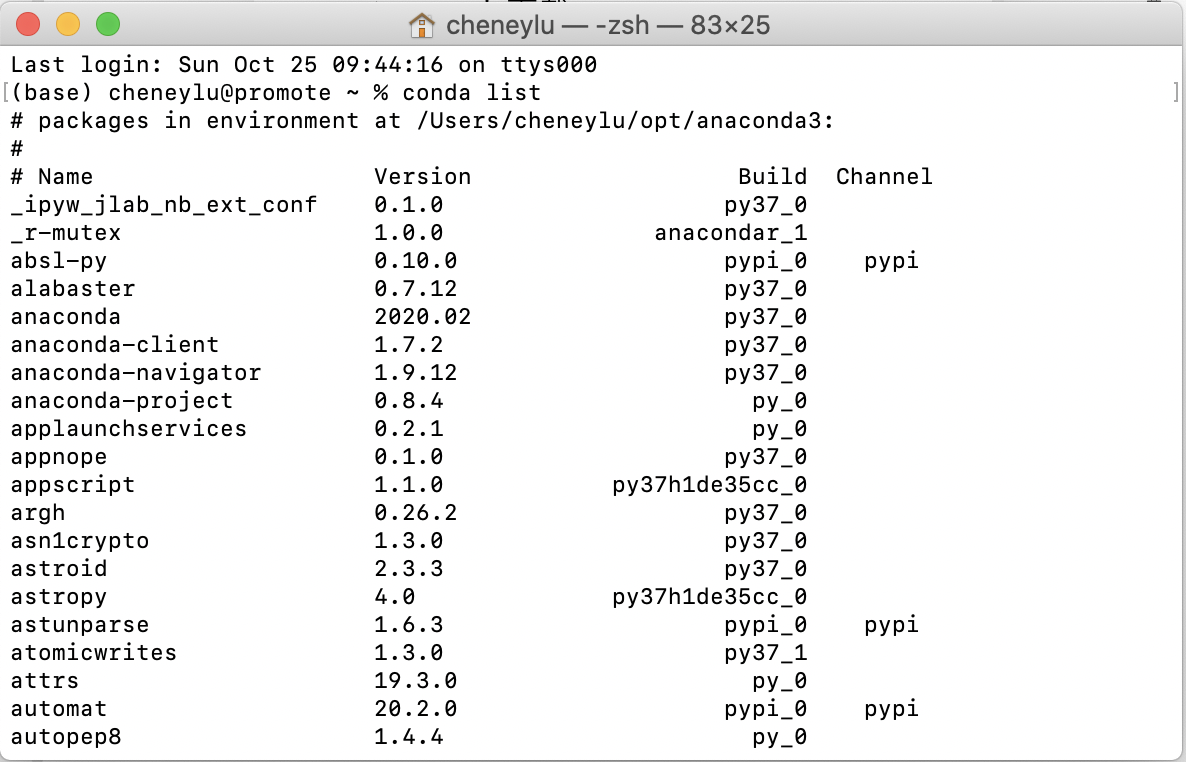 cheneylu — -zsh — 83×25
Last login: Sun Oct 25 09:44:16 on ttys000
[(base) cheneylu@promote ~ % conda list ]
# packages in environment at /Users/cheneylu/opt/anaconda3:
#
# Name Version Build Channel
_ipyw_jlab_nb_ext_conf 0.1.0 py37_0
_r-mutex 1.0.0 anacondar_1
absl-py 0.10.0 pypi_0 pypi
alabaster 0.7.12 py37_0
anaconda 2020.02 py37_0
anaconda-client 1.7.2 py37_0
anaconda-navigator 1.9.12 py37_0
anaconda-project 0.8.4 py_0
applaunchservices 0.2.1 py_0
appnope 0.1.0 py37_0
appscript 1.1.0 py37h1de35cc_0
argh 0.26.2 py37_0
asn1crypto 1.3.0 py37_0
astroid 2.3.3 py37_0
astropy 4.0 py37h1de35cc_0
astunparse 1.6.3 pypi_0 pypi
atomicwrites 1.3.0 py37_1
attrs 19.3.0 py_0
automat 20.2.0 pypi_0 pypi
autopep8 1.4.4 py_0